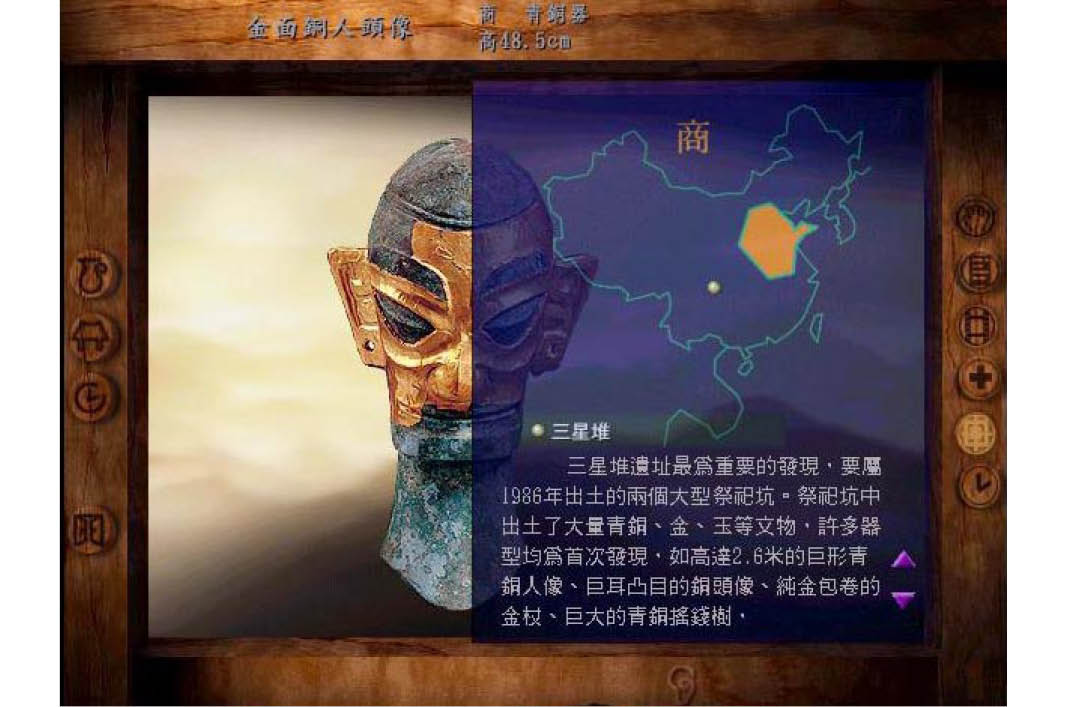 金面銅人頭像
商　青銅器
高48.5cm
商
三星堆
三星堆遺址最為重要的發現，要屬
1986年出土的兩個大型祭祀坑。祭祀坑中
出土了大量青銅、金、玉等文物，許多器
型均為首次發現，如高達2.6米的巨形青
銅人像、巨耳凸目的銅頭像、純金包卷的
金杖、巨大的青銅搖錢樹，